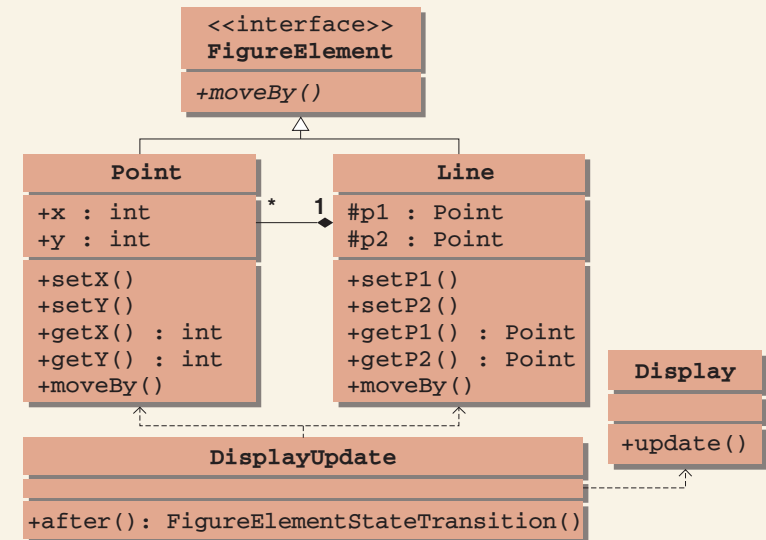 <<interface>>
FigureElement
+moveBy()
Point
+x : int
+y : int
+setX()
+setY()
+getX() : int
+getY() : int
+moveBy()
* 1
Line
#p1 : Point
#p2 : Point
+setP1()
+setP2()
+getP1() : Point
+getP2() : Point
+moveBy()
Display
+update()
DisplayUpdate
+after(): FigureElementStateTransition()